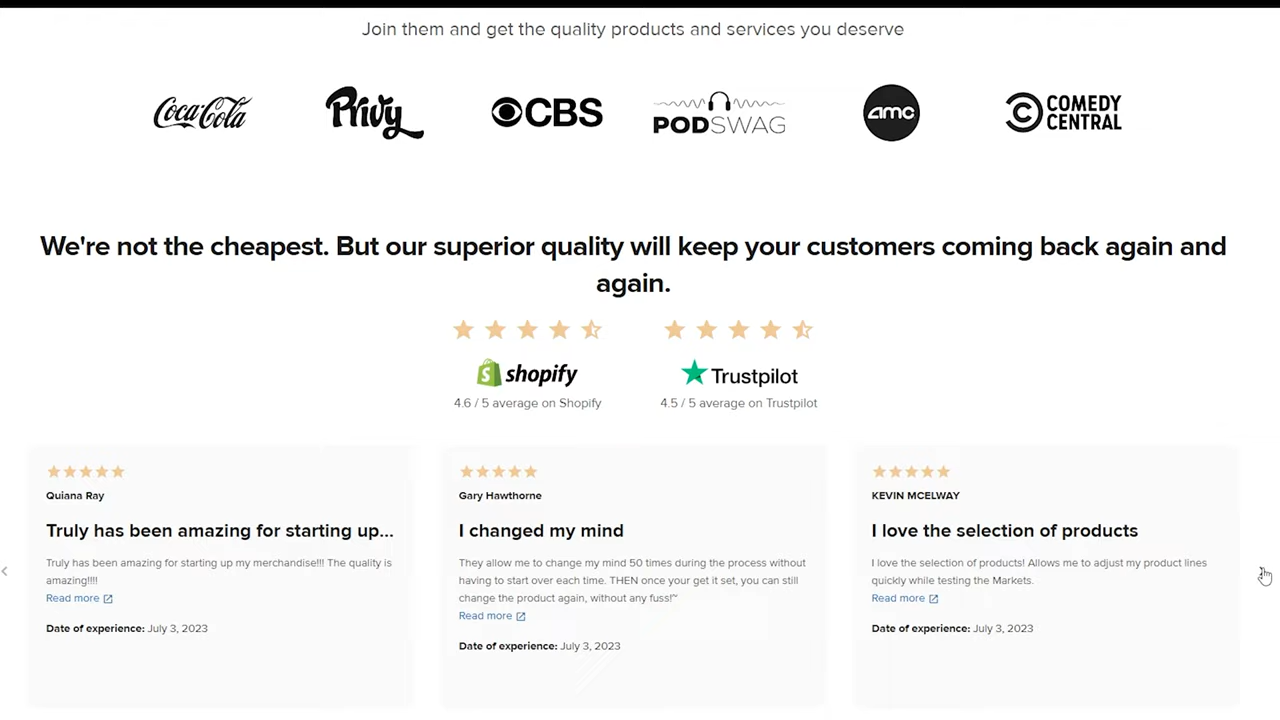 Join them and get the quality products and services you deserve
Coca-Cola
Privy
CBS
PODSWAG
amc
COMEDY
CENTRAL
We're not the cheapest. But our superior quality will keep your customers coming back again and
again.
shopify
Trustpilot
4.6 / 5 average on Shopify
4.5 / 5 average on Trustpilot
Quiana Ray
Truly has been amazing for starting up...
Truly has been amazing for starting up my merchandise!!! The quality is
amazing!!!!
Read more
Date of experience: July 3, 2023
Gary Hawthorne
I changed my mind
They allow me to change my mind 50 times during the process without
having to start over each time. THEN once your get it set, you can still
change the product again, without any fuss!~
Read more
Date of experience: July 3, 2023
KEVIN MCELWAY
I love the selection of products
I love the selection of products! Allows me to adjust my product lines
quickly while testing the Markets.
Read more
Date of experience: July 3, 2023